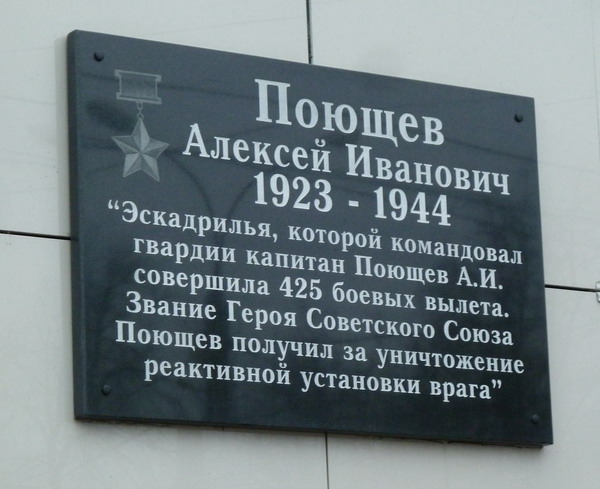 Поющев
Алексей Иванович
1923 - 1944
“Эскадрилья, которой командовал
гвардии капитан Поющев А.И.
совершила 425 боевых вылета.
Звание Героя Советского Союза
Поющев получил за уничтожение
реактивной установки врага”